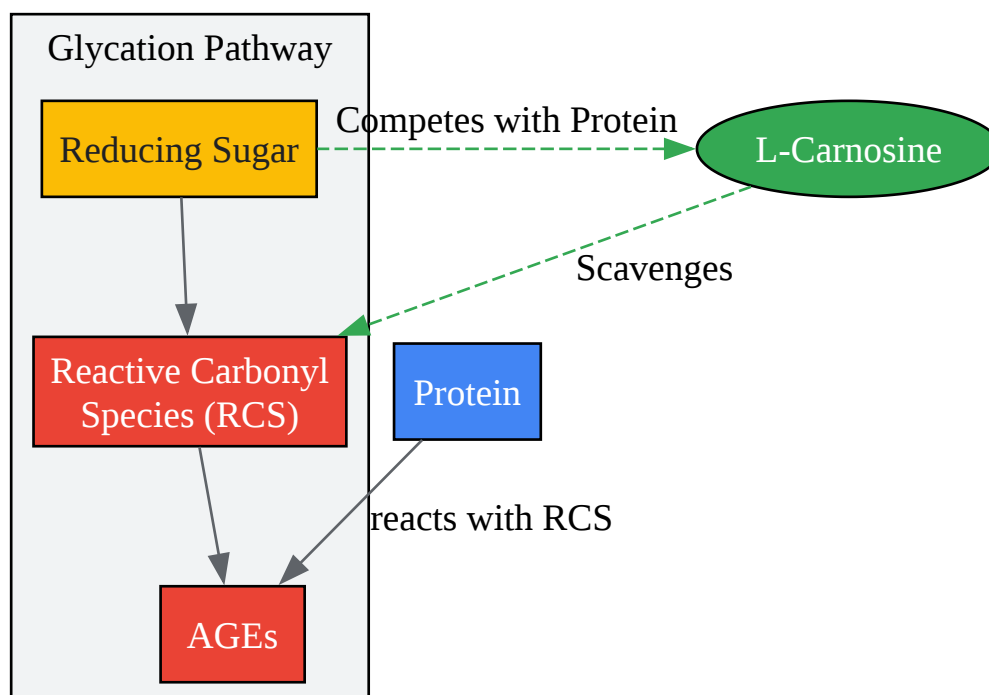 Glycation Pathway
Reducing Sugar
Competes with Protein
L-Carnosine
Scavenges
Reactive Carbonyl
Species (RCS)
Protein
reacts with RCS
AGEs